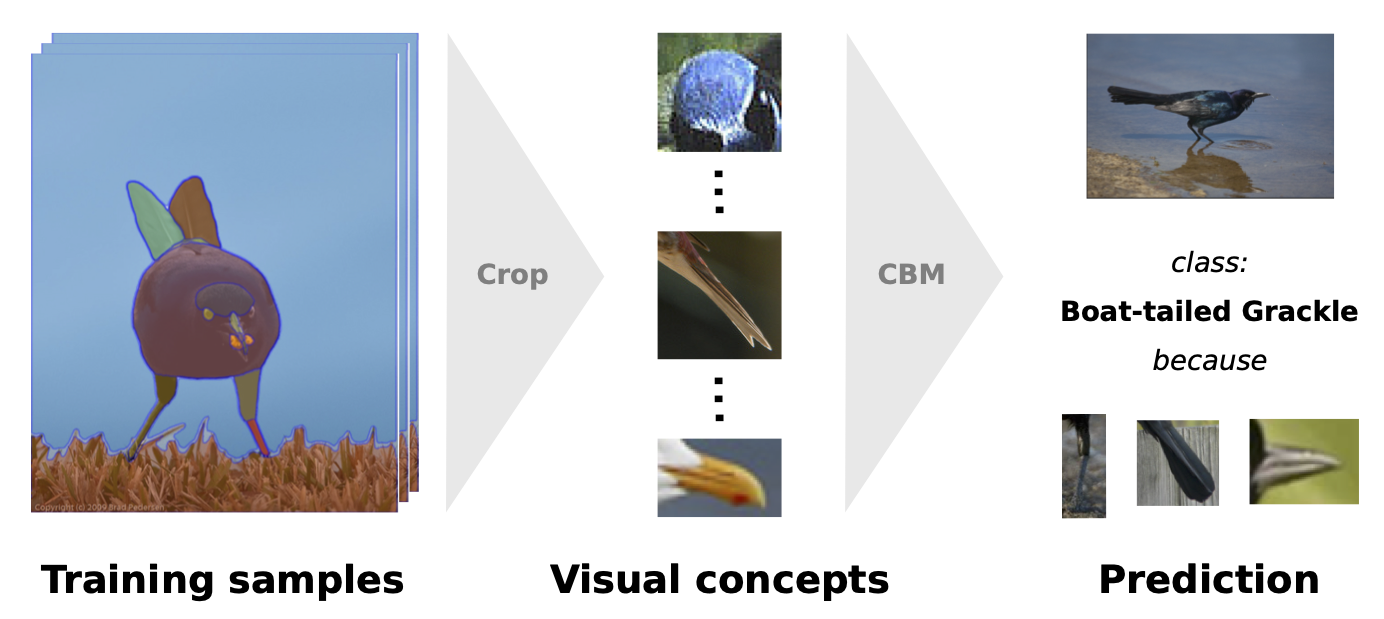 Crop
CBM
class:
Boat-tailed Grackle
because
Copyright (c) 2009 Brad Pedersen
Training samples
Visual concepts
Prediction